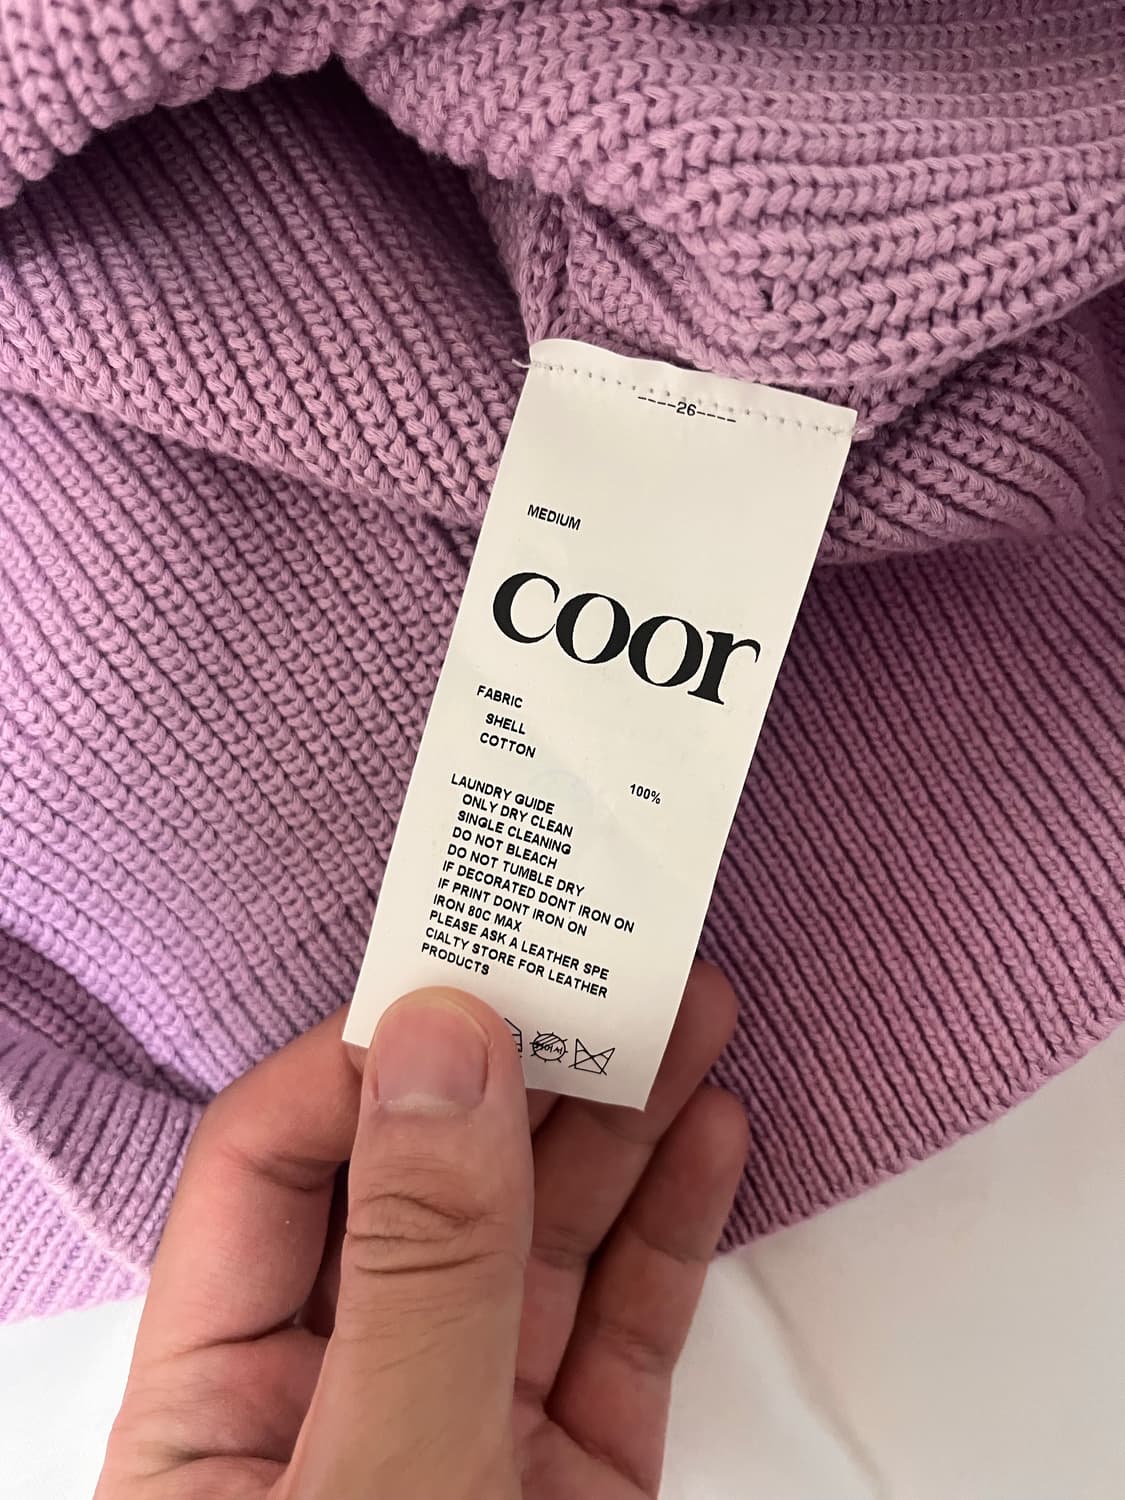 ----26----
MEDIUM
coor
FABRIC
SHELL
COTTON 100%
LAUNDRY GUIDE
ONLY DRY CLEAN
SINGLE CLEANING
DO NOT BLEACH
DO NOT TUMBLE DRY
IF DECORATED DONT IRON ON
IF PRINT DONT IRON ON
IRON 80C MAX
PLEASE ASK A LEATHER SPE
CIALTY STORE FOR LEATHER
PRODUCTS